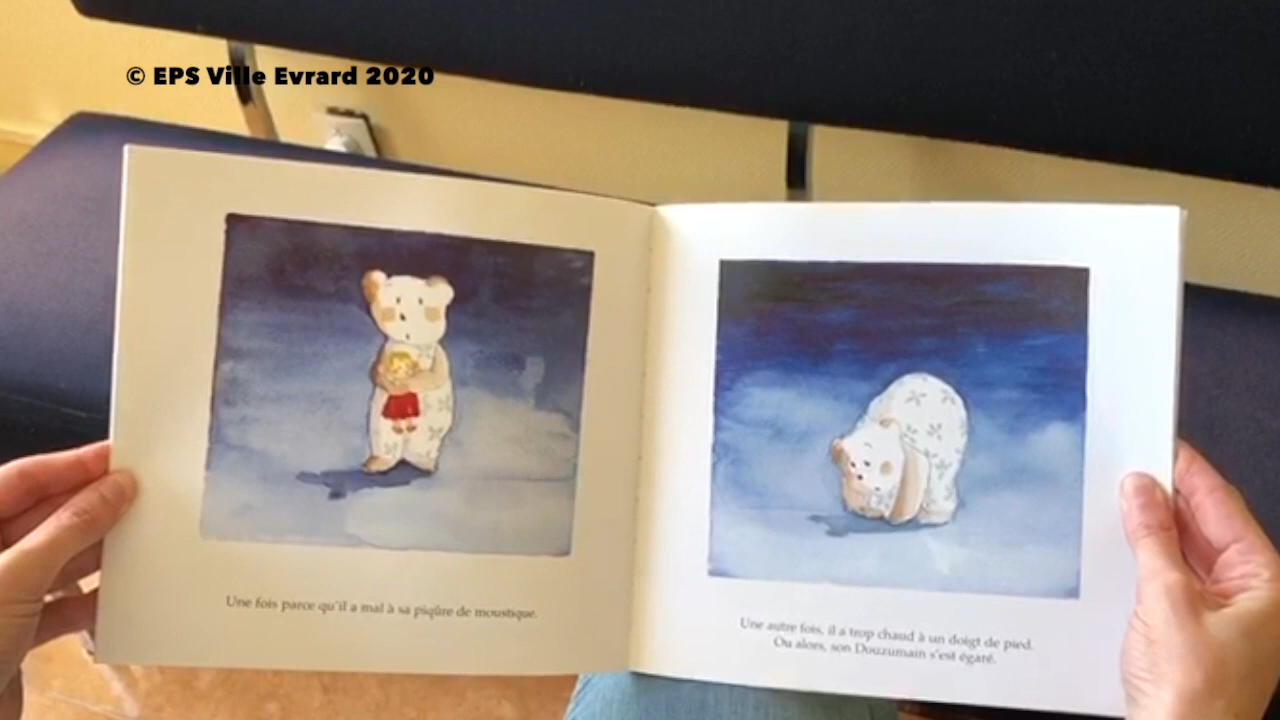 © EPS Ville Evrard 2020
Une fois parce qu'il a mal à sa piqûre de moustique.
Une autre fois, il a trop chaud à un doigt de pied.
Ou alors, son Douzumain s'est égaré.